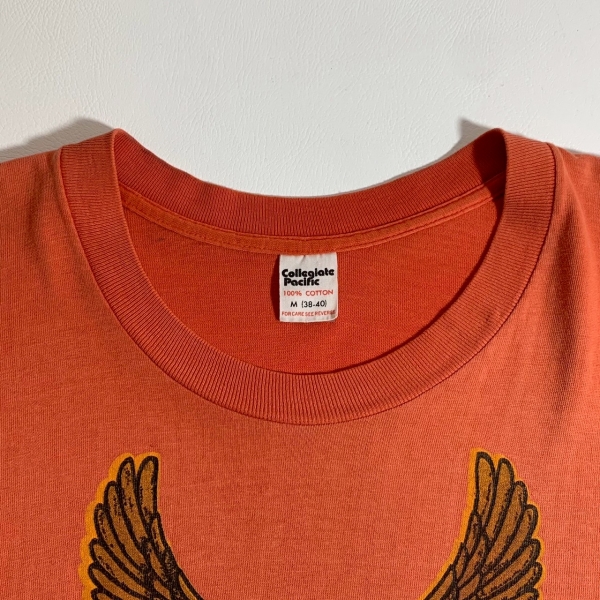 Collegiate
Pacific
100% COTTON
M (38-40)
FOR CARE SEE REVERSE